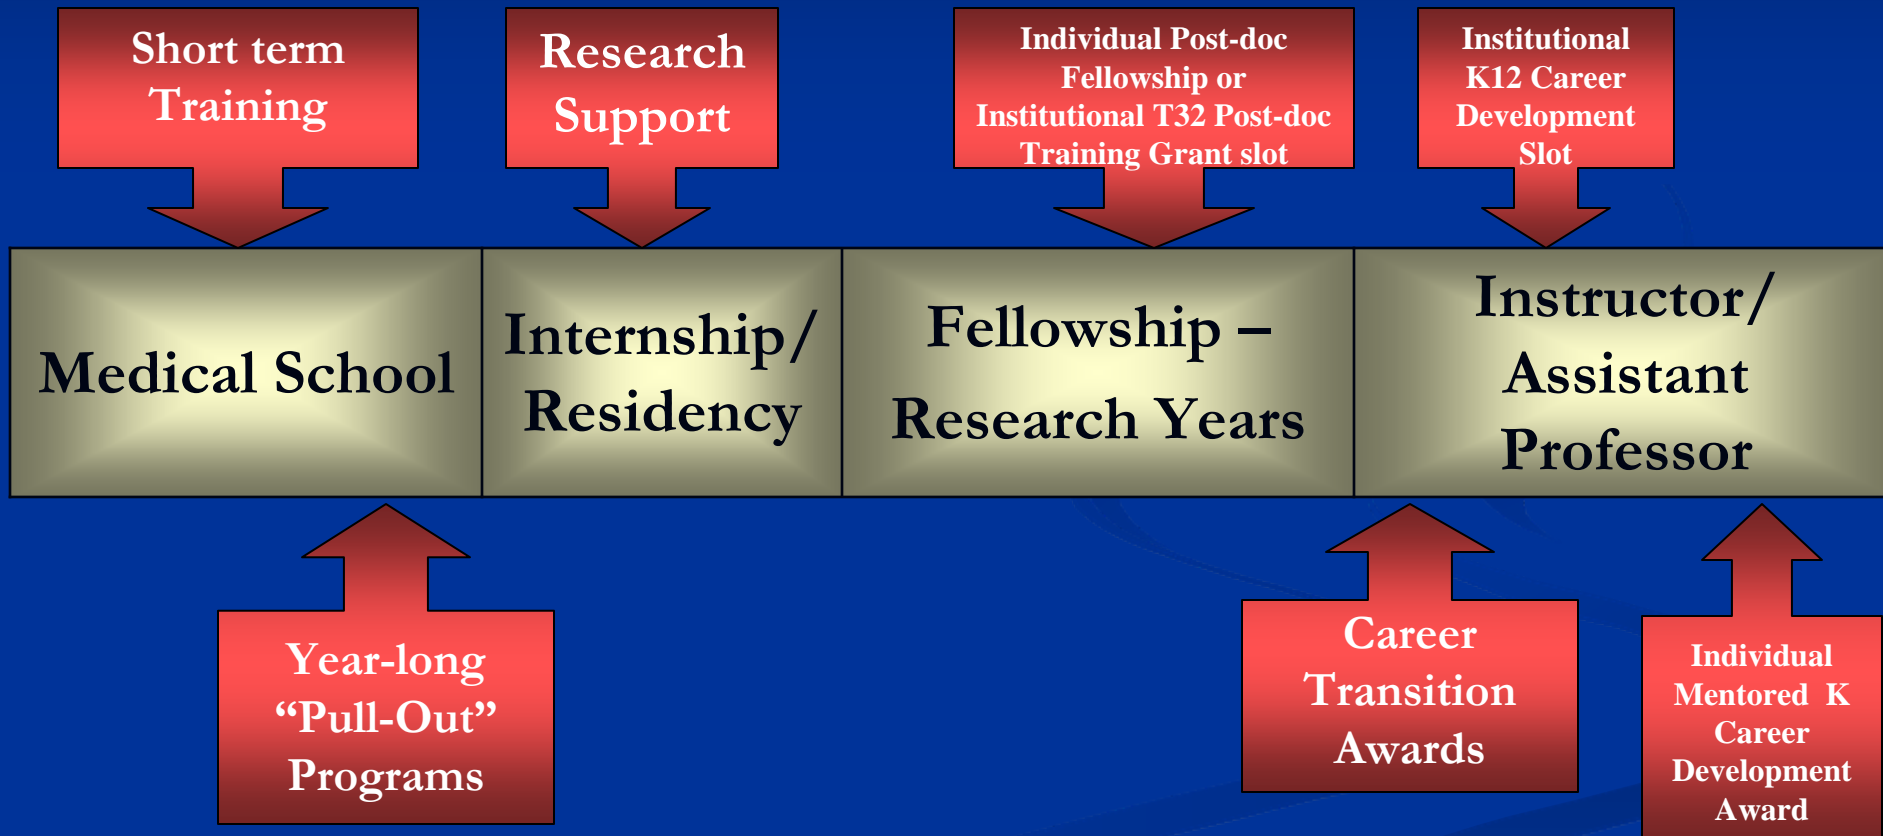 Short term
Training
Research
Support
Individual Post-doc
Fellowship or
Institutional T32 Post-doc
Training Grant slot
Institutional
K12 Career
Development
Slot
Medical School
Internship/
Residency
Fellowship –
Research Years
Instructor/
Assistant
Professor
Year-long
“Pull-Out”
Programs
Career
Transition
Awards
Individual
Mentored K
Career
Development
Award